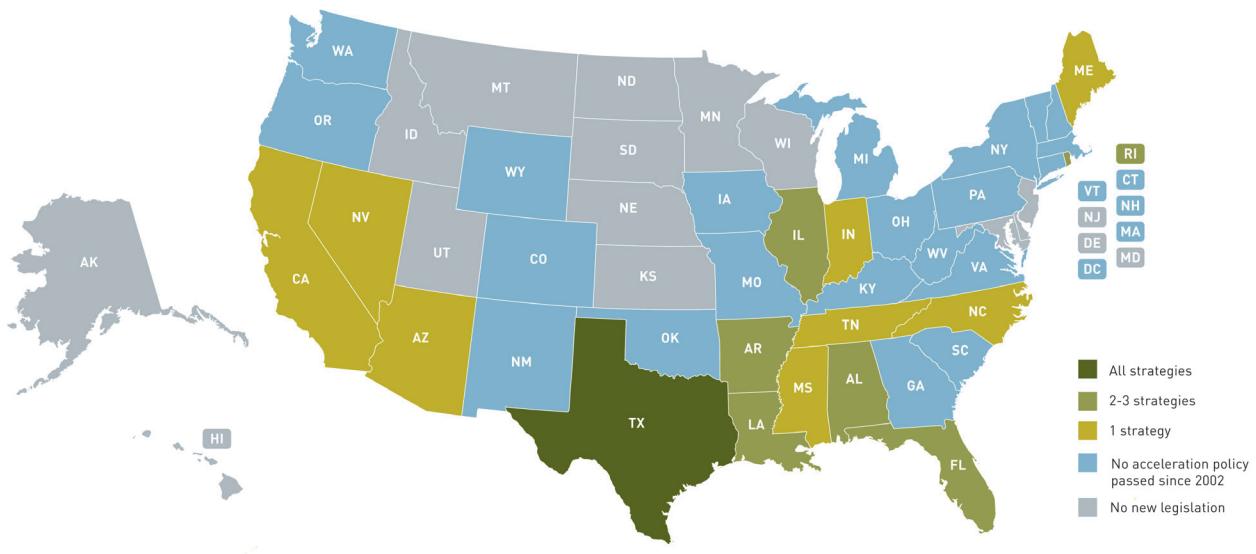 WA
MT
ND
MN
ME
OR
ID
SD
WI
MI
NY
RI
WY
CT
IA
PA
VT
NH
NV
NE
NJ
MA
IL
IN
OH
DE
MD
UT
CO
WV
VA
DC
AK
CA
KS
MO
KY
AZ
NM
OK
TN
NC
AR
SC
MS
AL
GA
All strategies
2-3 strategies
TX
LA
1 strategy
HI
FL
No acceleration policy
passed since 2002
No new legislation